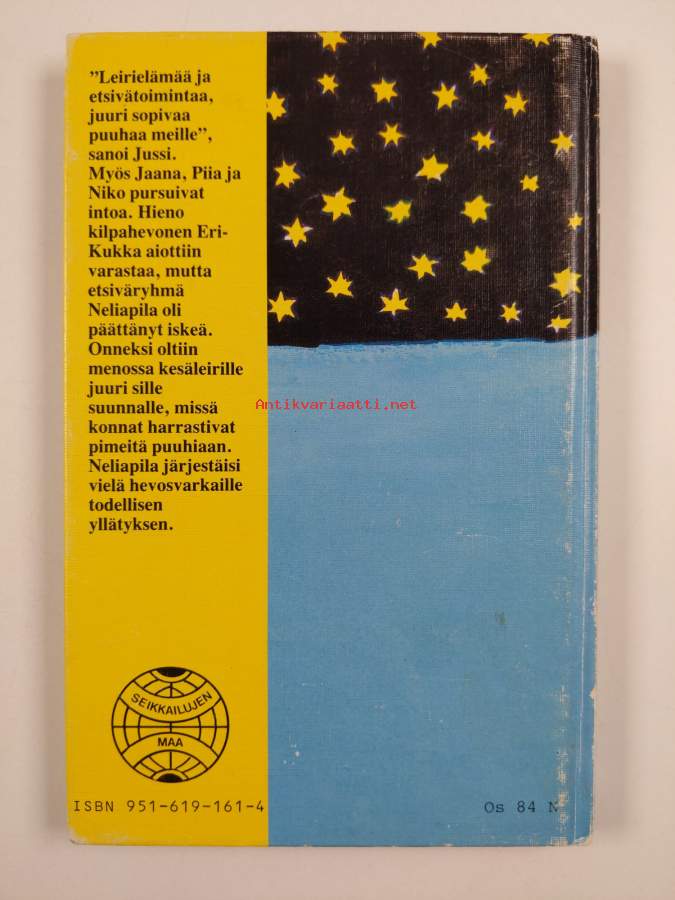 ”Leirielämää ja
etsivätoimintaa,
juuri sopivaa
puuhaa meille”,
sanoi Jussi.
Myös Jaana, Piia ja
Niko pursuivat
intoa. Hieno
kilpahevonen Eri-
Kukka aiottiin
varastaa, mutta
etsiväryhmä
Neliapila oli
päättänyt iskeä.
Onneksi oltiin
menossa kesäleirille
juuri sille
suunnalle, missä
konnat harrastivat
pimeitä puuhiaan.
Neliapila järjestäisi
vielä hevosvarkaille
todellisen
yllätyksen.
Antikvariaatti.net
SEIKKAILUJEN
MAA
ISBN 951-619-161-4
Os 84 N